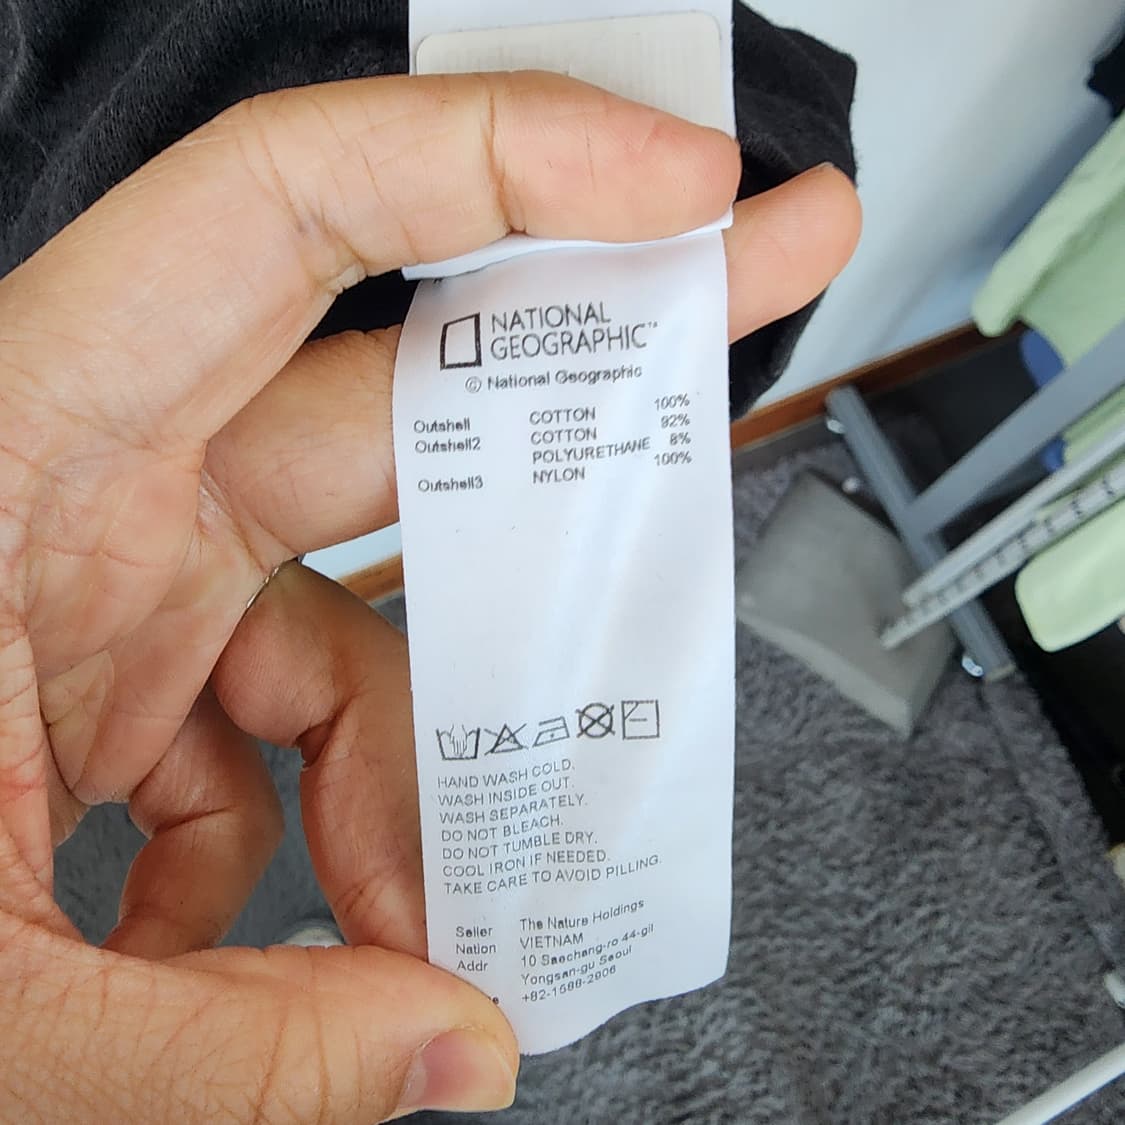 NATIONAL
GEOGRAPHIC™
© National Geographic
Outshell COTTON 100%
Outshell2 COTTON 92%
POLYURETHANE 8%
Outshell3 NYLON 100%
HAND WASH COLD.
WASH INSIDE OUT.
WASH SEPARATELY.
DO NOT BLEACH.
DO NOT TUMBLE DRY.
COOL IRON IF NEEDED.
TAKE CARE TO AVOID PILLING.
Seller The Nature Holdings
Nation VIETNAM
Addr 10 Saechang-ro 44-gil
Yongsan-gu Seoul
+82-1588-2906